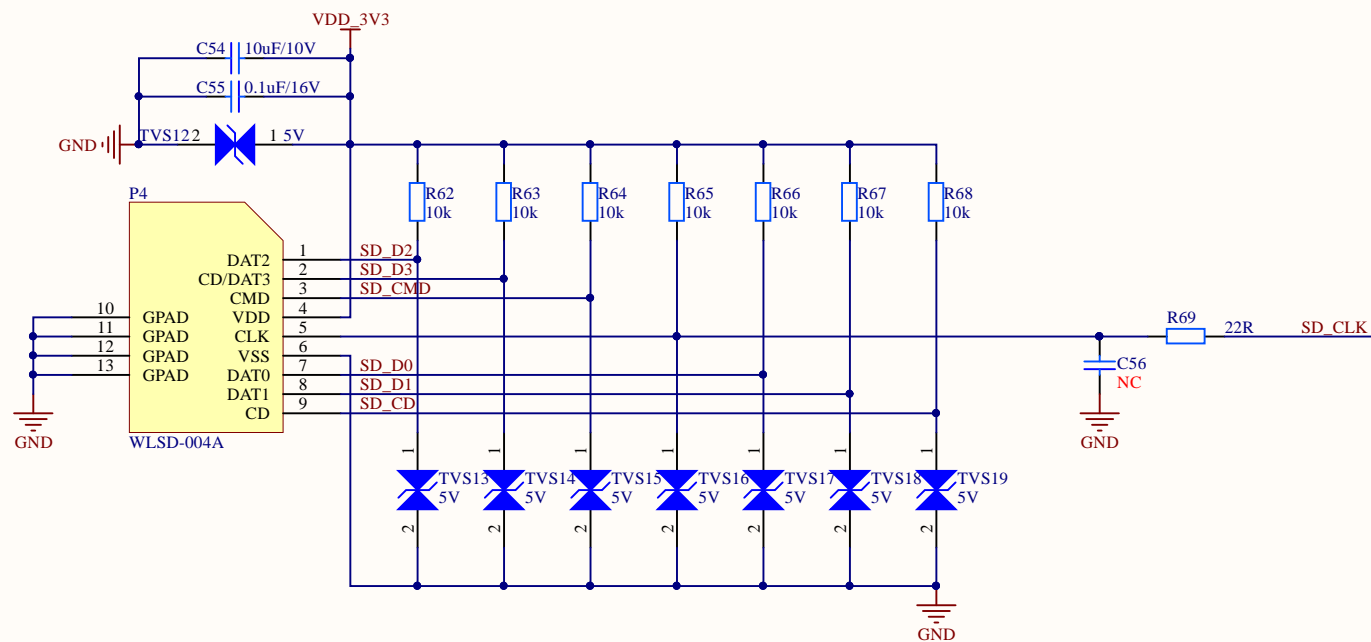 VDD_3V3
C54 10uF/10V
C55 0.1uF/16V
GND TVS12 2 1 5V
P4
R62 R63 R64 R65 R66 R67 R68
10k 10k 10k 10k 10k 10k 10k
DAT2 1 SD_D2
CD/DAT3 2 SD_D3
CMD 3 SD_CMD
10 GPAD VDD 4
R69 22R SD_CLK
11 GPAD CLK 5
12 GPAD VSS 6
C56
13 GPAD DAT0 7 SD_D0
NC
DAT1 8 SD_D1
CD 9 SD_CD
GND
WLSD-004A
GND
1 1 1 1 1 1 1
TVS13 TVS14 TVS15 TVS16 TVS17 TVS18 TVS19
5V 5V 5V 5V 5V 5V 5V
2 2 2 2 2 2 2
GND